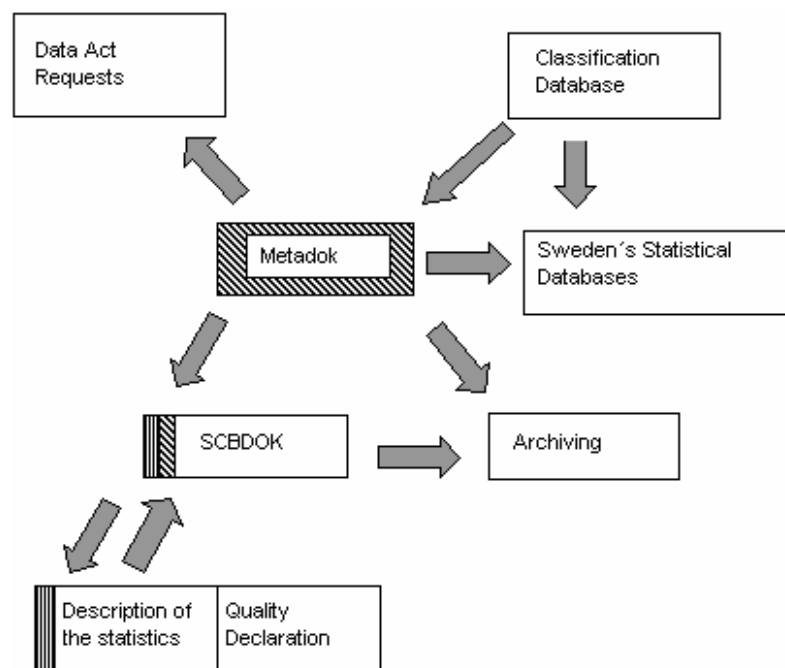 Data Act
Requests
Classification
Database
Metadok
Sweden´s Statistical
Databases
SCBDOK
Archiving
Description of
the statistics
Quality
Declaration